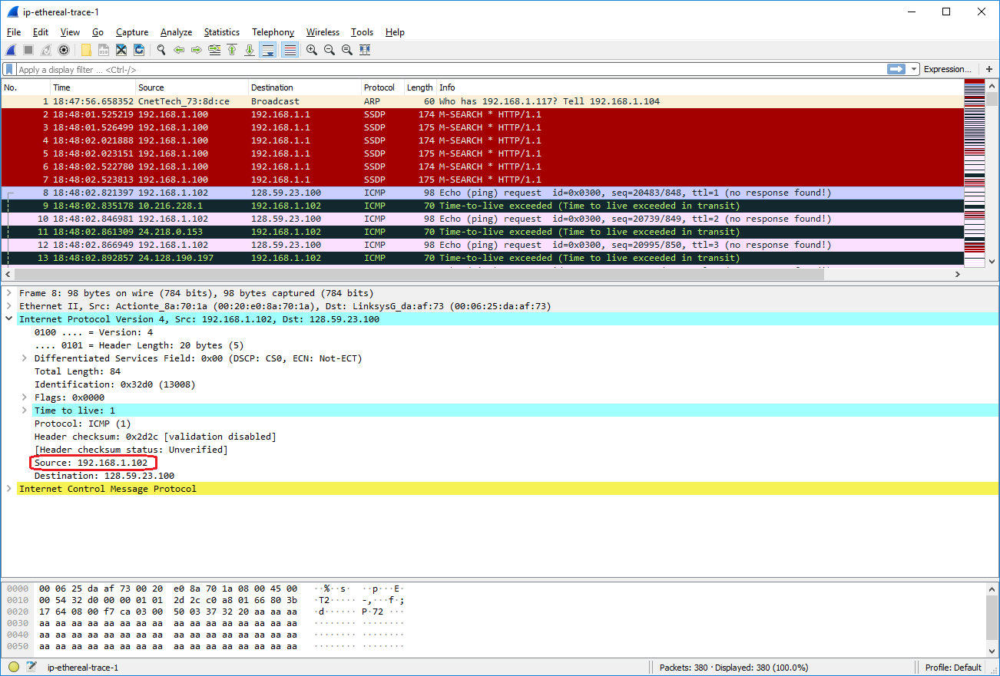 ip-ethereal-trace-1
File Edit View Go Capture Analyze Statistics Telephony Wireless Tools Help
Apply a display filter ... <Ctrl-/> Expression... +
No. Time Source Destination Protocol Length Info
1 18:47:56.658352 CnetTech_73:8d:ce Broadcast ARP 60 Who has 192.168.1.117? Tell 192.168.1.104
2 18:48:01.525219 192.168.1.100 192.168.1.1 SSDP 174 M-SEARCH * HTTP/1.1
3 18:48:01.526499 192.168.1.100 192.168.1.1 SSDP 175 M-SEARCH * HTTP/1.1
4 18:48:02.021888 192.168.1.100 192.168.1.1 SSDP 174 M-SEARCH * HTTP/1.1
5 18:48:02.023151 192.168.1.100 192.168.1.1 SSDP 175 M-SEARCH * HTTP/1.1
6 18:48:02.522780 192.168.1.100 192.168.1.1 SSDP 174 M-SEARCH * HTTP/1.1
7 18:48:02.523813 192.168.1.100 192.168.1.1 SSDP 175 M-SEARCH * HTTP/1.1
8 18:48:02.821397 192.168.1.102 128.59.23.100 ICMP 98 Echo (ping) request id=0x0300, seq=20483/848, ttl=1 (no response found!)
9 18:48:02.835178 10.216.228.1 192.168.1.102 ICMP 70 Time-to-live exceeded (Time to live exceeded in transit)
10 18:48:02.846981 192.168.1.102 128.59.23.100 ICMP 98 Echo (ping) request id=0x0300, seq=20739/849, ttl=2 (no response found!)
11 18:48:02.861309 24.218.0.153 192.168.1.102 ICMP 70 Time-to-live exceeded (Time to live exceeded in transit)
12 18:48:02.866949 192.168.1.102 128.59.23.100 ICMP 98 Echo (ping) request id=0x0300, seq=20995/850, ttl=3 (no response found!)
13 18:48:02.892857 24.128.190.197 192.168.1.102 ICMP 70 Time-to-live exceeded (Time to live exceeded in transit)
Frame 8: 98 bytes on wire (784 bits), 98 bytes captured (784 bits)
Ethernet II, Src: Actionte_8a:70:1a (00:20:e0:8a:70:1a), Dst: LinksysG_da:af:73 (00:06:25:da:af:73)
Internet Protocol Version 4, Src: 192.168.1.102, Dst: 128.59.23.100
0100 .... = Version: 4
.... 0101 = Header Length: 20 bytes (5)
Differentiated Services Field: 0x00 (DSCP: CS0, ECN: Not-ECT)
Total Length: 84
Identification: 0x32d0 (13008)
Flags: 0x0000
Time to live: 1
Protocol: ICMP (1)
Header checksum: 0x2d2c [validation disabled]
[Header checksum status: Unverified]
Source: 192.168.1.102
Destination: 128.59.23.100
Internet Control Message Protocol
0000 00 06 25 da af 73 00 20 e0 8a 70 1a 08 00 45 00 ··%··s· ··p···E·
0010 00 54 32 d0 00 00 01 01 2d 2c c0 a8 01 66 80 3b ·T2····· -,···f·;
0020 17 64 08 00 f7 ca 03 00 50 03 37 32 20 aa aa aa ·d······ P·72 ···
0030 aa aa aa aa aa aa aa aa aa aa aa aa aa aa aa aa ········ ········
0040 aa aa aa aa aa aa aa aa aa aa aa aa aa aa aa aa ········ ········
0050 aa aa aa aa aa aa aa aa aa aa aa aa aa aa aa aa ········ ········
ip-ethereal-trace-1 Packets: 380 · Displayed: 380 (100.0%) Profile: Default